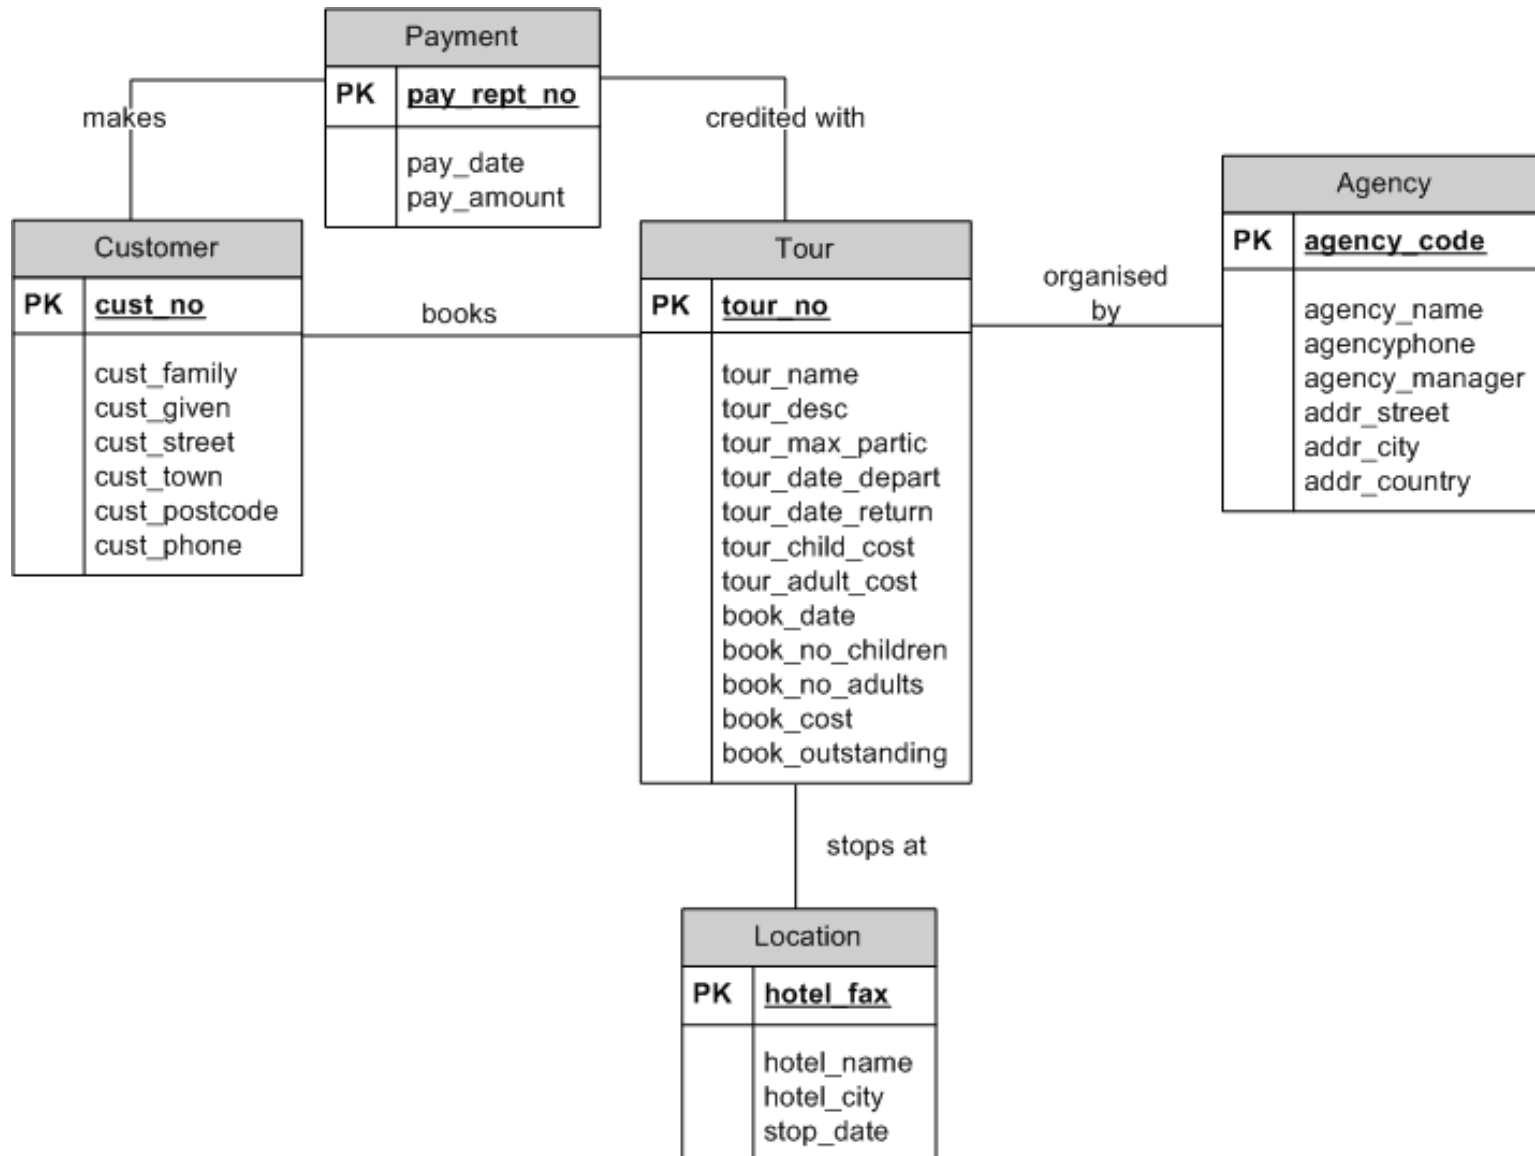 Payment
PK pay_rept_no
pay_date
pay_amount
makes
credited with
Customer
PK cust_no
cust_family
cust_given
cust_street
cust_town
cust_postcode
cust_phone
books
Tour
PK tour_no
tour_name
tour_desc
tour_max_partic
tour_date_depart
tour_date_return
tour_child_cost
tour_adult_cost
book_date
book_no_children
book_no_adults
book_cost
book_outstanding
organised
by
Agency
PK agency_code
agency_name
agencyphone
agency_manager
addr_street
addr_city
addr_country
stops at
Location
PK hotel_fax
hotel_name
hotel_city
stop_date